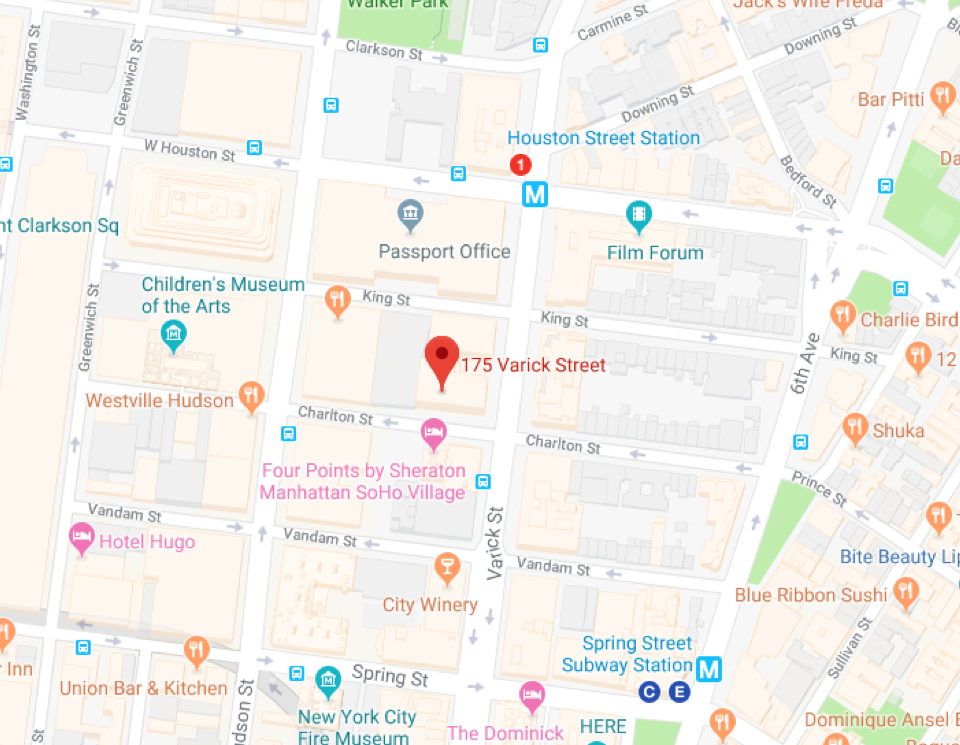 Walker Park
Jack's Wife Freda
Carmine St
Clarkson St
Downing St
Washington St
Greenwich St
Downing St
Bar Pitti
Houston Street Station
1
W Houston St
M
Bedford St
nt Clarkson Sq
Passport Office
Film Forum
Children's Museum
of the Arts
King St
King St
Charlie Bird
King St
12
Greenwich St
175 Varick Street
6th Ave
Westville Hudson
Charlton St
Charlton St
Shuka
Four Points by Sheraton
Manhattan SoHo Village
Prince St
Vandam St
Vandam St
Hotel Hugo
Varick St
Vandam St
Bite Beauty Lip
City Winery
Blue Ribbon Sushi
Sullivan St
Spring Street
Subway Station
M
C E
r Inn
Union Bar & Kitchen
Spring St
udson St
New York City
Fire Museum
The Dominick
HERE
Dominique Ansel B